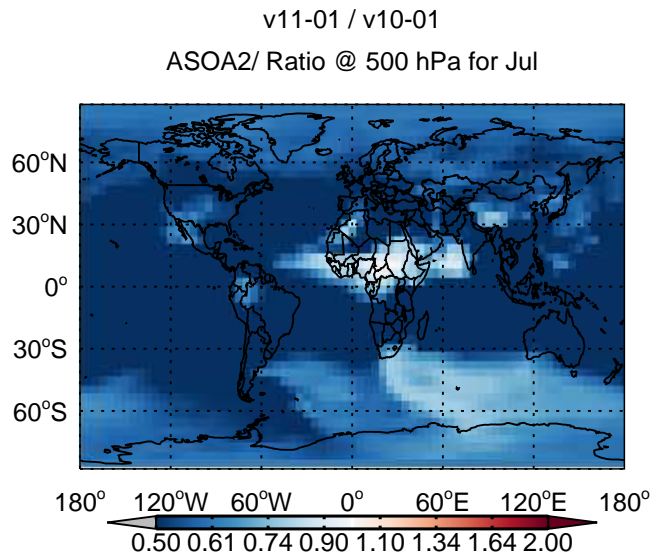 v11-01 / v10-01
ASOA2/ Ratio @ 500 hPa for Jul
60°N
30°N
0°
30°S
60°S
180° 120°W 60°W 0° 60°E 120°E 180°
0.50 0.61 0.74 0.90 1.10 1.34 1.64 2.00